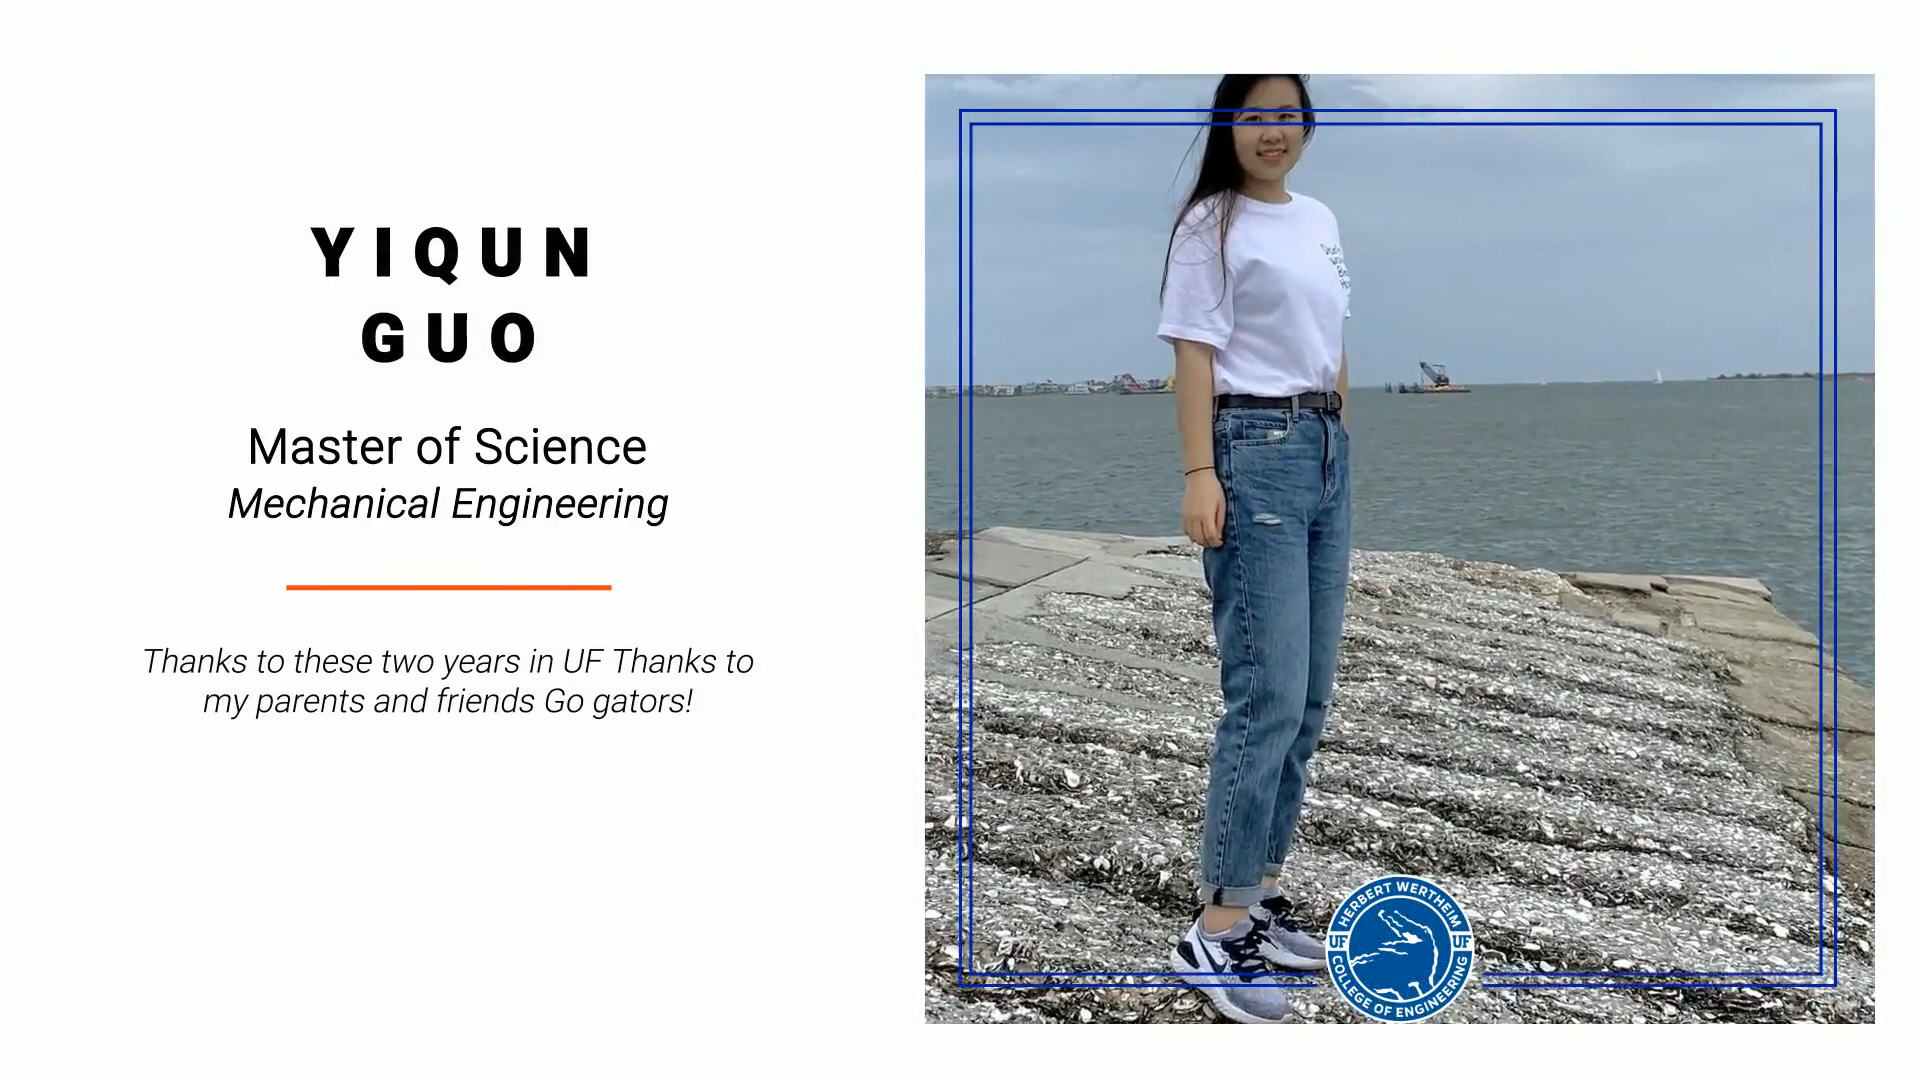 YIQUN
GUO
Master of Science
Mechanical Engineering
Thanks to these two years in UF Thanks to
my parents and friends Go gators!
HERBERT WERTHEIM
UF UF
COLLEGE OF ENGINEERING